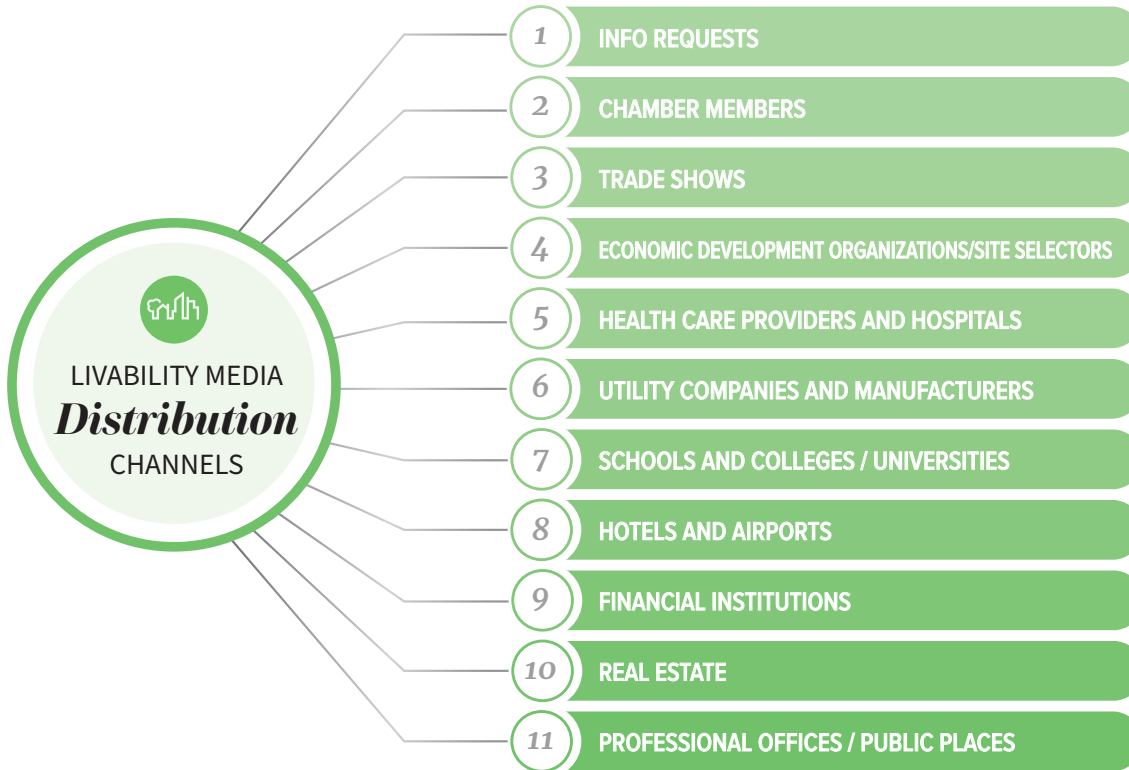 LIVABILITY MEDIA
Distribution
CHANNELS
1 INFO REQUESTS
2 CHAMBER MEMBERS
3 TRADE SHOWS
4 ECONOMIC DEVELOPMENT ORGANIZATIONS/SITE SELECTORS
5 HEALTH CARE PROVIDERS AND HOSPITALS
6 UTILITY COMPANIES AND MANUFACTURERS
7 SCHOOLS AND COLLEGES / UNIVERSITIES
8 HOTELS AND AIRPORTS
9 FINANCIAL INSTITUTIONS
10 REAL ESTATE
11 PROFESSIONAL OFFICES / PUBLIC PLACES